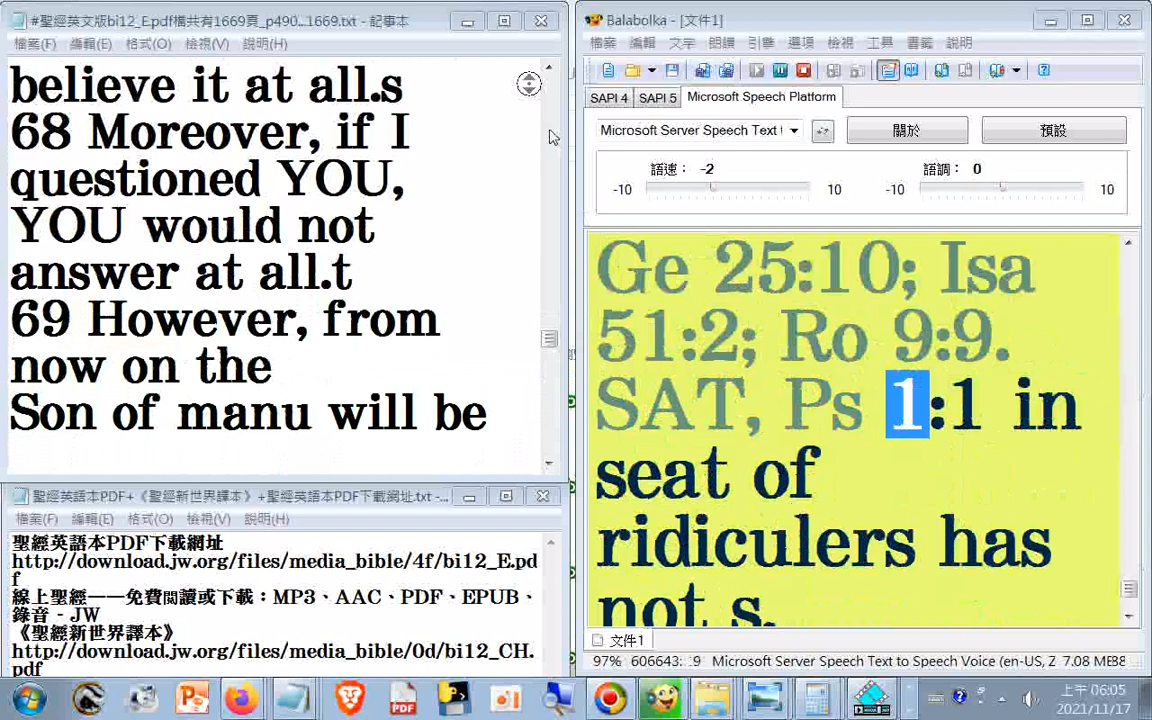 #聖經英文版bi12_E.pdf橫共有1669頁_p490...1669.txt - 記事本
檔案(F) 編輯(E) 格式(O) 檢視(V) 說明(H)
believe it at all.s
68 Moreover, if I
questioned YOU,
YOU would not
answer at all.t
69 However, from
now on the
Son of manu will be
聖經英語本PDF+《聖經新世界譯本》+聖經英語本PDF下載網址.txt -...
檔案(F) 編輯(E) 格式(O) 檢視(V) 說明(H)
聖經英語本PDF下載網址
http://download.jw.org/files/media_bible/4f/bi12_E.pd
f
線上聖經——免費閱讀或下載：MP3、AAC、PDF、EPUB、
錄音 - JW
《聖經新世界譯本》
http://download.jw.org/files/media_bible/0d/bi12_CH.
pdf
Balabolka - [文件1]
檔案 編輯 文字 朗讀 引擎 選項 檢視 工具 書籤 說明
SAPI 4 SAPI 5 Microsoft Speech Platform
Microsoft Server Speech Text 關於 預設
語速： -2 語調： 0
-10 10 -10 10
Ge 25:10; Isa
51:2; Ro 9:9.
SAT, Ps 1:1 in
seat of
ridiculers has
not s.
文件1
97% Microsoft Server Speech Text to Speech Voice (en-US, Z 7.08 MB
上午 06:05
2021/11/17